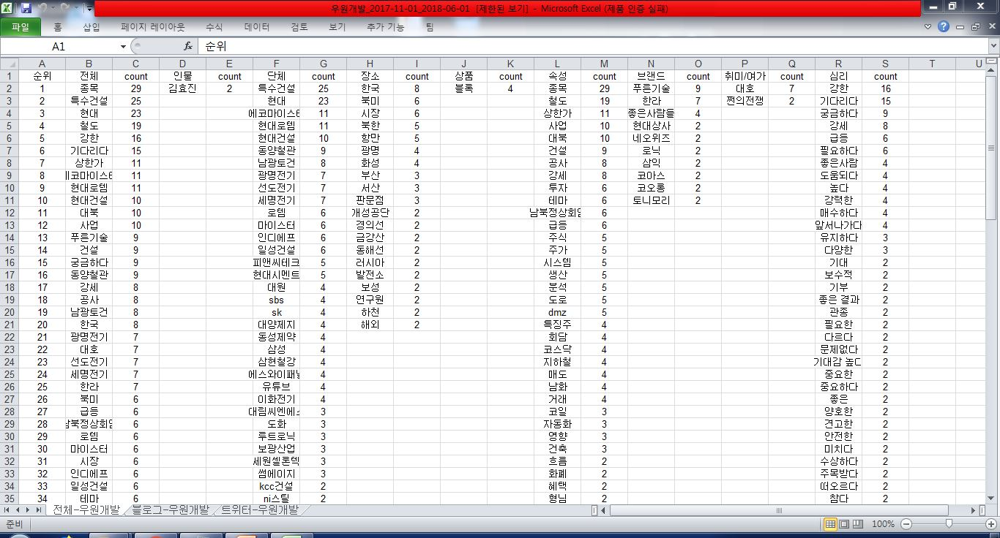 우원개발_2017-11-01_2018-06-01 [제한된 보기] - Microsoft Excel (제품 인증 실패)
파일 홈 삽입 페이지 레이아웃 수식 데이터 검토 보기 추가 기능 팀
A1 fx 순위
A B C D E F G H I J K L M N O P Q R S T U
1 순위 전체 count 인물 count 단체 count 장소 count 상품 count 속성 count 브랜드 count 취미/여가 count 심리 count
2 1 종목 29 김효진 2 특수건설 25 한국 8 블록 4 종목 29 푸른기술 9 대호 7 강한 16
3 2 특수건설 25 현대 23 북미 6 철도 19 한라 7 쩐의전쟁 2 기다리다 15
4 3 현대 23 에코마이스터 11 시장 6 상한가 11 좋은사람들 4 궁금하다 9
5 4 철도 19 현대로템 11 북한 5 사업 10 현대상사 2 강세 8
6 5 강한 16 현대건설 10 항만 5 대북 10 네오위즈 2 급등 6
7 6 기다리다 15 동양철관 9 광명 4 건설 9 로닉 2 필요하다 6
8 7 상한가 11 남광토건 8 화성 4 공사 8 삼익 2 좋은사람 4
9 8 에코마이스터 11 광명전기 7 부산 3 강세 8 코아스 2 도움되다 4
10 9 현대로템 11 선도전기 7 서산 3 투자 6 코오롱 2 높다 4
11 10 현대건설 10 세명전기 7 판문점 3 테마 6 토니모리 2 강력한 4
12 11 대북 10 로템 6 개성공단 2 남북정상회담 6 매수하다 4
13 12 사업 10 마이스터 6 경의선 2 급등 6 앞서나가다 4
14 13 푸른기술 9 인디에프 6 금강산 2 주식 5 유지하다 3
15 14 건설 9 일성건설 6 동해선 2 주가 5 다양한 3
16 15 궁금하다 9 피앤씨테크 5 러시아 2 시스템 5 기대 2
17 16 동양철관 9 현대시멘트 5 발전소 2 생산 5 보수적 2
18 17 강세 8 대원 4 보성 2 분석 5 기부 2
19 18 공사 8 sbs 4 연구원 2 도로 5 좋은 결과 2
20 19 남광토건 8 sk 4 하천 2 dmz 5 관종 2
21 20 한국 8 대양제지 4 해외 2 특징주 4 필요한 2
22 21 광명전기 7 동성제약 4 회담 4 다르다 2
23 22 대호 7 삼성 4 코스닥 4 문제없다 2
24 23 선도전기 7 삼현철강 4 지하철 4 기대감 높다 2
25 24 세명전기 7 에스와이패널 4 매도 4 중요한 2
26 25 한라 7 유튜브 4 남화 4 중요하다 2
27 26 북미 6 이화전기 4 거래 4 좋은 2
28 27 급등 6 대림씨엔에스 3 코일 3 양호한 2
29 28 남북정상회담 6 도화 3 자동화 3 견고한 2
30 29 로템 6 루트로닉 3 영향 3 안전한 2
31 30 마이스터 6 보광산업 3 건축 3 미치다 2
32 31 시장 6 세원셀론텍 3 흐름 2 수상하다 2
33 32 인디에프 6 썸에이지 3 화폐 2 주목받다 2
34 33 일성건설 6 kcc건설 2 혜택 2 떠오르다 2
35 34 테마 6 ni스틸 2 형님 2 참다 2
전체-우원개발 블로그-우원개발 트위터-우원개발
준비 100%